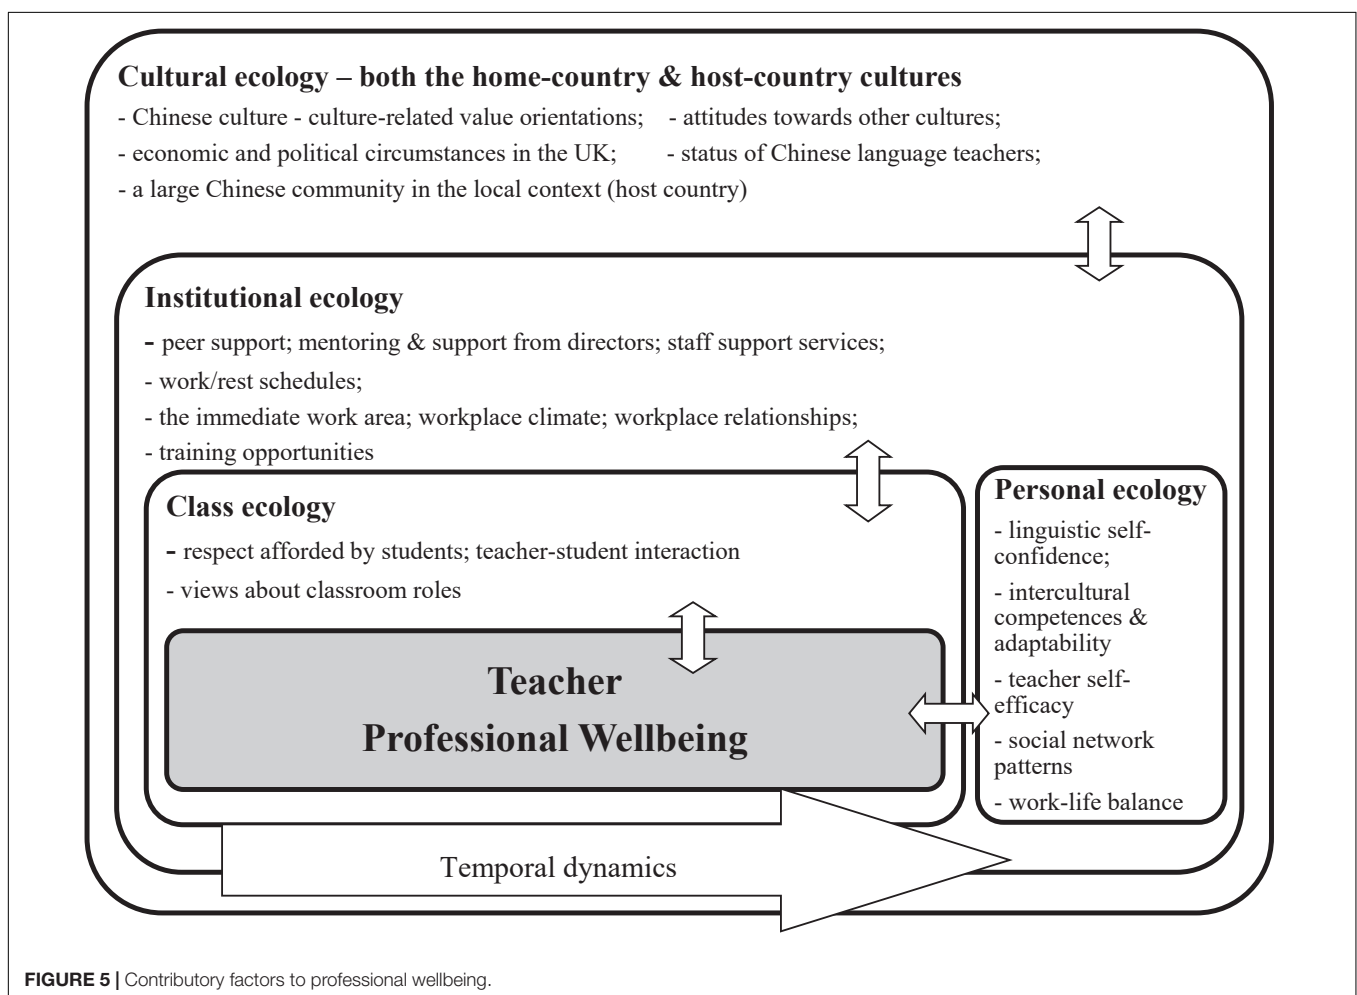 Cultural ecology – both the home-country & host-country cultures
- Chinese culture - culture-related value orientations; - attitudes towards other cultures;
- economic and political circumstances in the UK; - status of Chinese language teachers;
- a large Chinese community in the local context (host country)
Institutional ecology
- peer support; mentoring & support from directors; staff support services;
- work/rest schedules;
- the immediate work area; workplace climate; workplace relationships;
- training opportunities
Class ecology
- respect afforded by students; teacher-student interaction
- views about classroom roles
Teacher
Professional Wellbeing
Personal ecology
- linguistic self-
confidence;
- intercultural
competences &
adaptability
- teacher self-
efficacy
- social network
patterns
- work-life balance
Temporal dynamics
FIGURE 5 | Contributory factors to professional wellbeing.